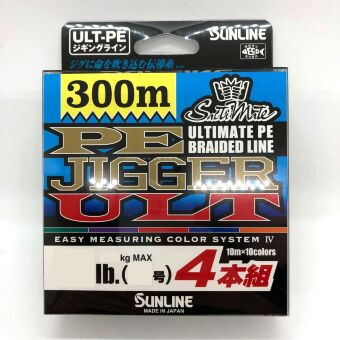 ULT-PE
ジギングライン
SUNLINE
ジグに命を吹き込む伝導系…
300m
SaltiMate
ULTIMATE PE
BRAIDED LINE
PE
JIGGER
ULT
EASY MEASURING COLOR SYSTEM IV
10m×10colors
kg MAX
lb.( 号)
4本組
SUNLINE
MADE IN JAPAN